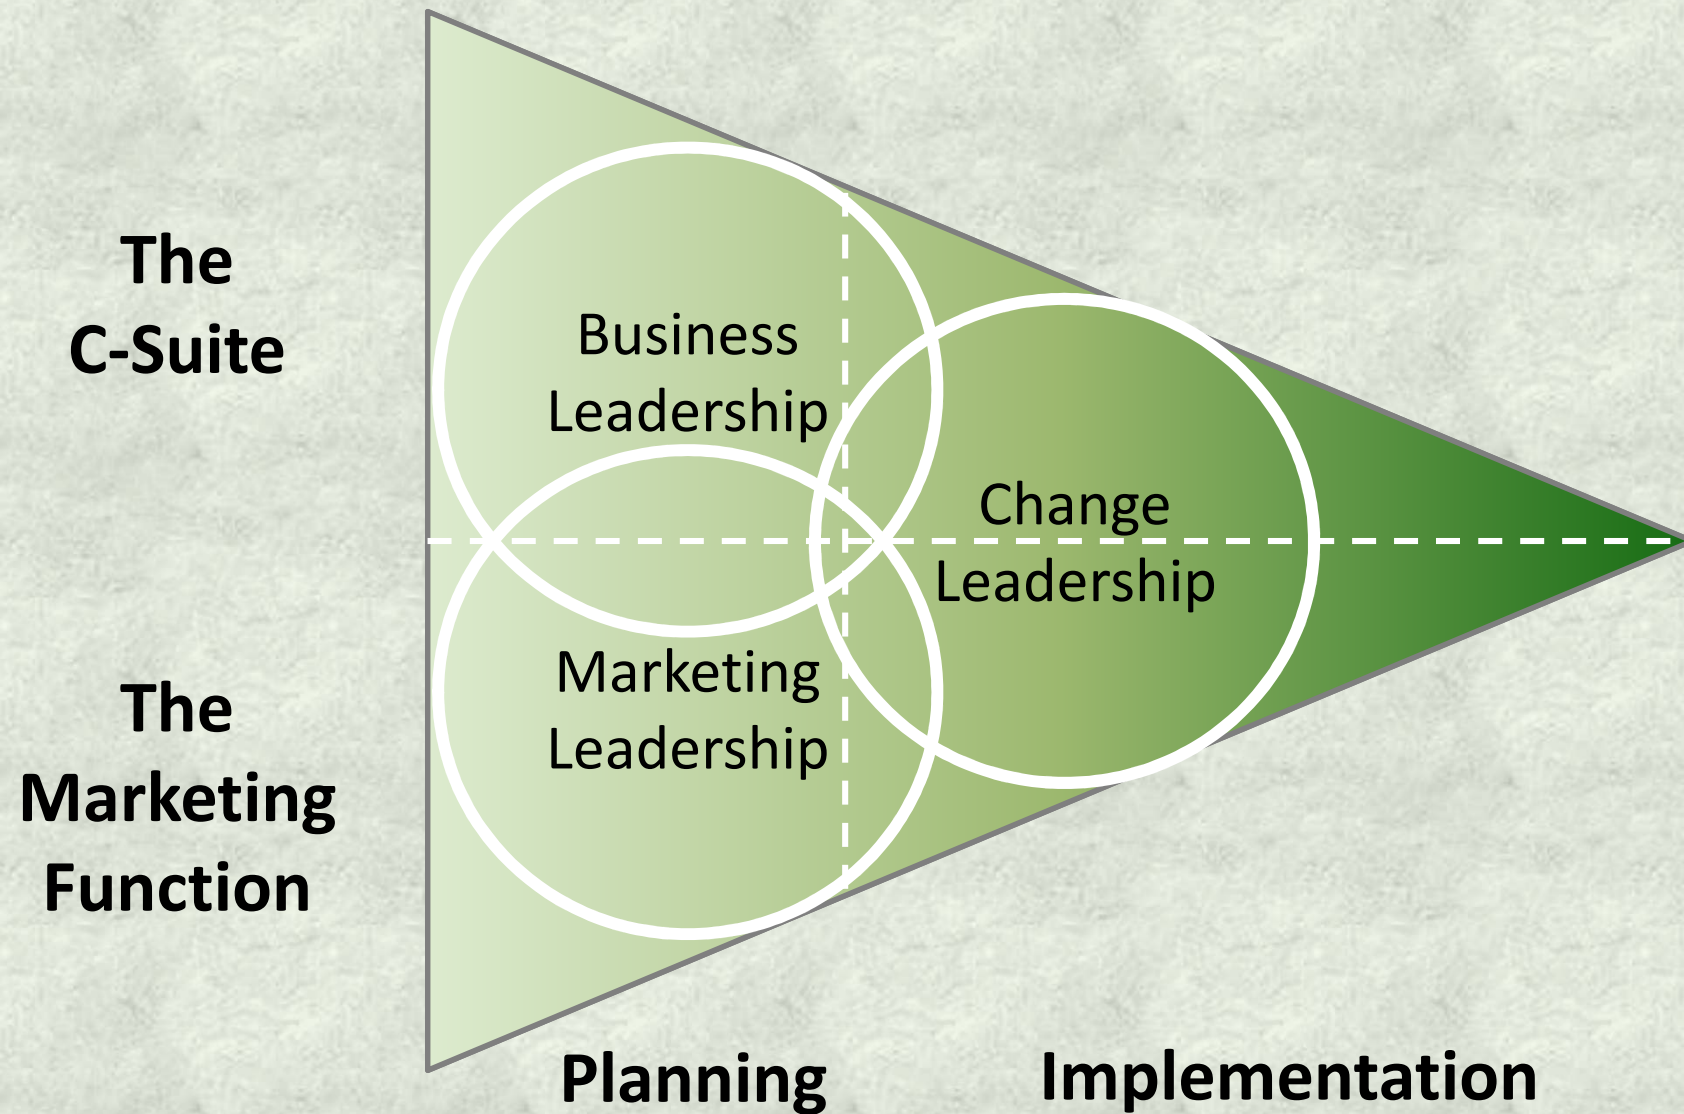 The
C-Suite
Business
Leadership
Change
Leadership
Marketing
Leadership
The
Marketing
Function
Planning
Implementation